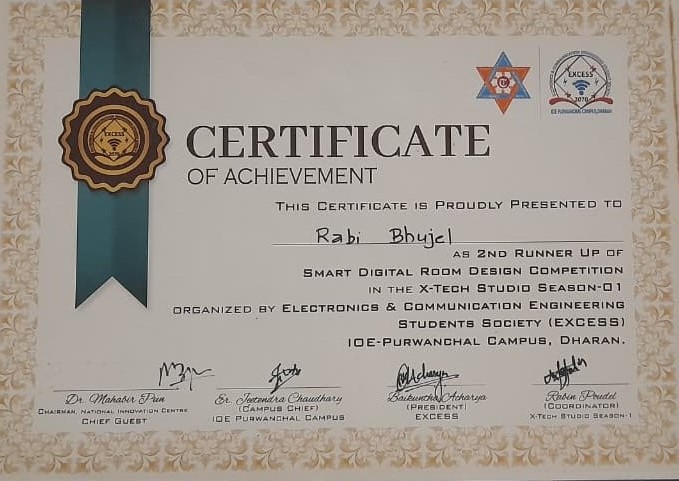 EXCESS
2070
IOE PURWANCHAL CAMPUS, DHARAN
EXCESS
CERTIFICATE
OF ACHIEVEMENT
THIS CERTIFICATE IS PROUDLY PRESENTED TO
Rabi Bhujel
AS 2ND RUNNER UP OF
SMART DIGITAL ROOM DESIGN COMPETITION
IN THE X-TECH STUDIO SEASON-01
ORGANIZED BY ELECTRONICS & COMMUNICATION ENGINEERING
STUDENTS SOCIETY (EXCESS)
IOE-PURWANCHAL CAMPUS, DHARAN.
Dr. Mahabir Pun
CHAIRMAN, NATIONAL INNOVATION CENTRE
CHIEF GUEST
Er. Jeetendra Chaudhary
(CAMPUS CHIEF)
IOE PURWANCHAL CAMPUS
Baikuntha Acharya
(PRESIDENT)
EXCESS
Rabin Poudel
(COORDINATOR)
X-TECH STUDIO SEASON-1